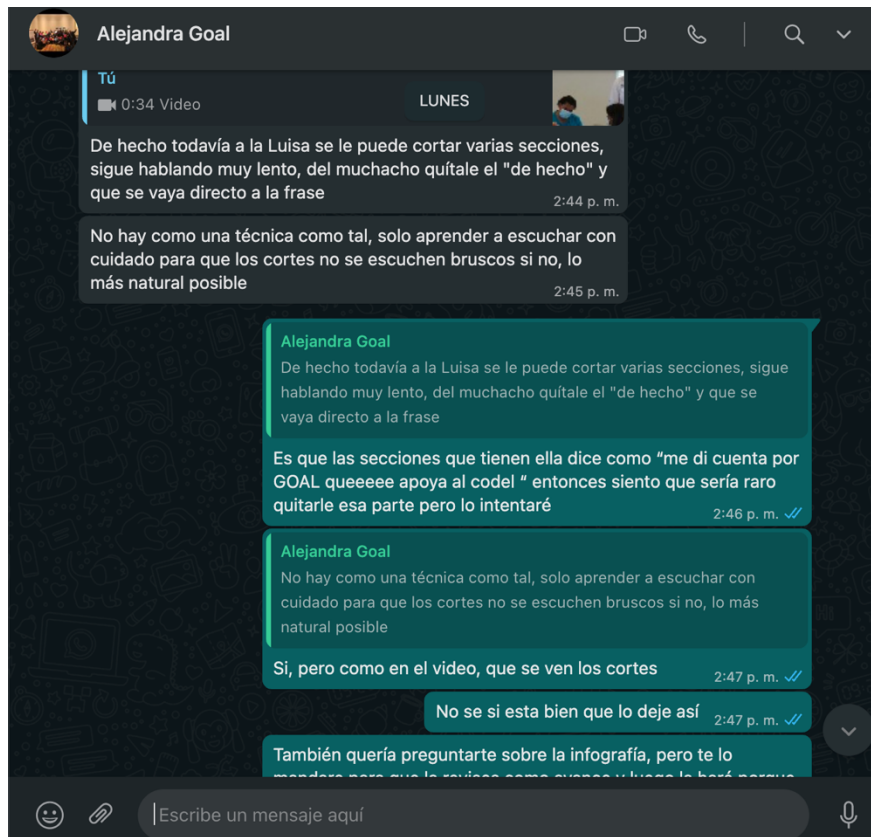 Alejandra Goal
Tú
0:34 Video
LUNES
De hecho todavía a la Luisa se le puede cortar varias secciones,
sigue hablando muy lento, del muchacho quítale el "de hecho" y
que se vaya directo a la frase
2:44 p. m.
No hay como una técnica como tal, solo aprender a escuchar con
cuidado para que los cortes no se escuchen bruscos si no, lo
más natural posible
2:45 p. m.
Alejandra Goal
De hecho todavía a la Luisa se le puede cortar varias secciones, sigue
hablando muy lento, del muchacho quítale el "de hecho" y que se
vaya directo a la frase
Es que las secciones que tienen ella dice como “me di cuenta por
GOAL queeeee apoya al codel “ entonces siento que sería raro
quitarle esa parte pero lo intentaré
2:46 p. m.
Alejandra Goal
No hay como una técnica como tal, solo aprender a escuchar con
cuidado para que los cortes no se escuchen bruscos si no, lo más
natural posible
Si, pero como en el video, que se ven los cortes
2:47 p. m.
No se si esta bien que lo deje así
2:47 p. m.
También quería preguntarte sobre la infografía, pero te lo
Escribe un mensaje aquí